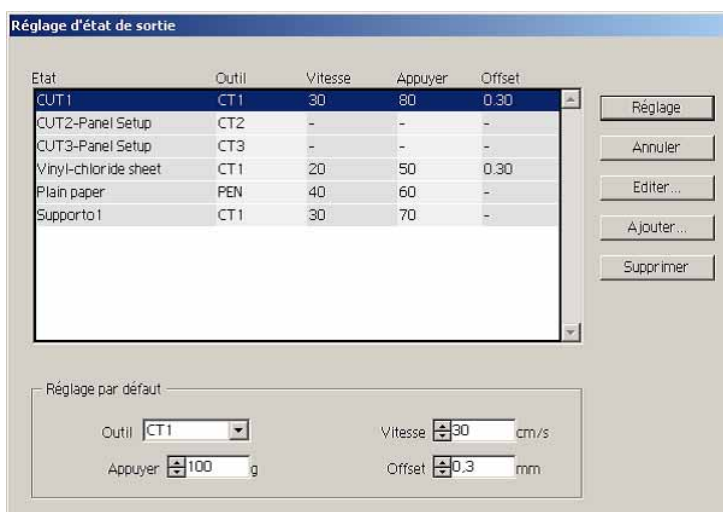 Réglage d'état de sortie
Etat Outil Vitesse Appuyer Offset
CUT1 CT1 30 80 0.30
CUT2-Panel Setup CT2 - - -
CUT3-Panel Setup CT3 - - -
Vinyl-chloride sheet CT1 20 50 0.30
Plain paper PEN 40 60 -
Supporto1 CT1 30 70 -
Réglage
Annuler
Editer...
Ajouter...
Supprimer
Réglage par défaut
Outil CT1 Vitesse 30 cm/s
Appuyer 100 g Offset 0,3 mm